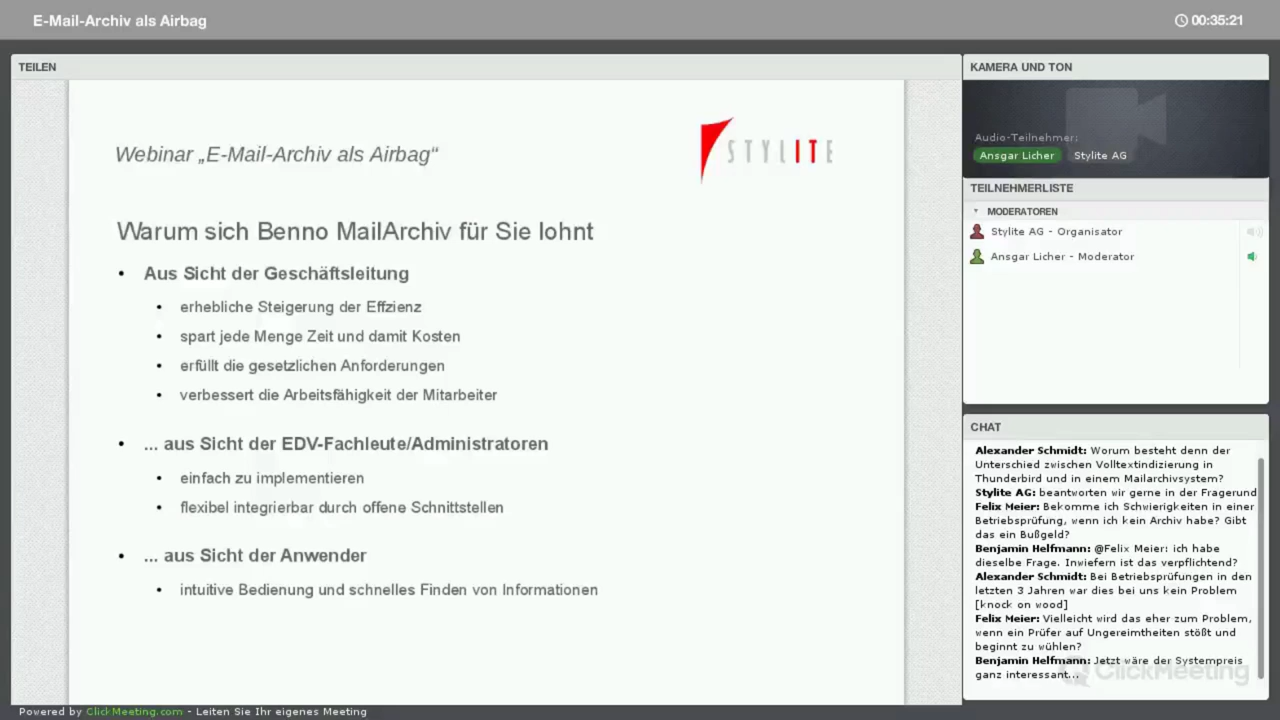 E-Mail-Archiv als Airbag
00:35:21
TEILEN
Webinar „E-Mail-Archiv als Airbag“
STYLITE
Warum sich Benno MailArchiv für Sie lohnt
• Aus Sicht der Geschäftsleitung
• erhebliche Steigerung der Effzienz
• spart jede Menge Zeit und damit Kosten
• erfüllt die gesetzlichen Anforderungen
• verbessert die Arbeitsfähigkeit der Mitarbeiter
• ... aus Sicht der EDV-Fachleute/Administratoren
• einfach zu implementieren
• flexibel integrierbar durch offene Schnittstellen
• ... aus Sicht der Anwender
• intuitive Bedienung und schnelles Finden von Informationen
KAMERA UND TON
Audio-Teilnehmer:
Ansgar Licher Stylite AG
TEILNEHMERLISTE
MODERATOREN
Stylite AG - Organisator
Ansgar Licher - Moderator
CHAT
Alexander Schmidt: Worum besteht denn der
Unterschied zwischen Volltextindizierung in
Thunderbird und in einem Mailarchivsystem?
Stylite AG: beantworten wir gerne in der Fragerund
Felix Meier: Bekomme ich Schwierigkeiten in einer
Betriebsprüfung, wenn ich kein Archiv habe? Gibt
das ein Bußgeld?
Benjamin Helfmann: @Felix Meier: ich habe
dieselbe Frage. Inwiefern ist das verpflichtend?
Alexander Schmidt: Bei Betriebsprüfungen in den
letzten 3 Jahren war dies bei uns kein Problem
[knock on wood]
Felix Meier: Vielleicht wird das eher zum Problem,
wenn ein Prüfer auf Ungereimtheiten stößt und
beginnt zu wühlen?
Benjamin Helfmann: Jetzt wäre der Systempreis
ganz interessant...
ClickMeeting
Powered by ClickMeeting.com - Leiten Sie Ihr eigenes Meeting